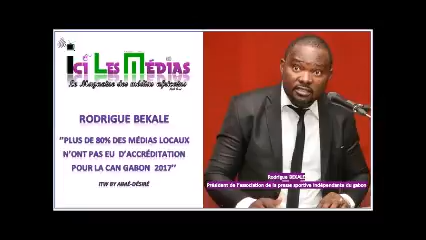 Ici Les Médias
Le Magazine des médias africains
RODRIGUE BEKALE
"PLUS DE 80% DES MÉDIAS LOCAUX
N'ONT PAS EU D'ACCRÉDITATION
POUR LA CAN GABON 2017"
ITW BY AIMÉ-DÉSIRÉ
Rodrigue BEKALE
Président de l'association de la presse sportive indépendante du gabon